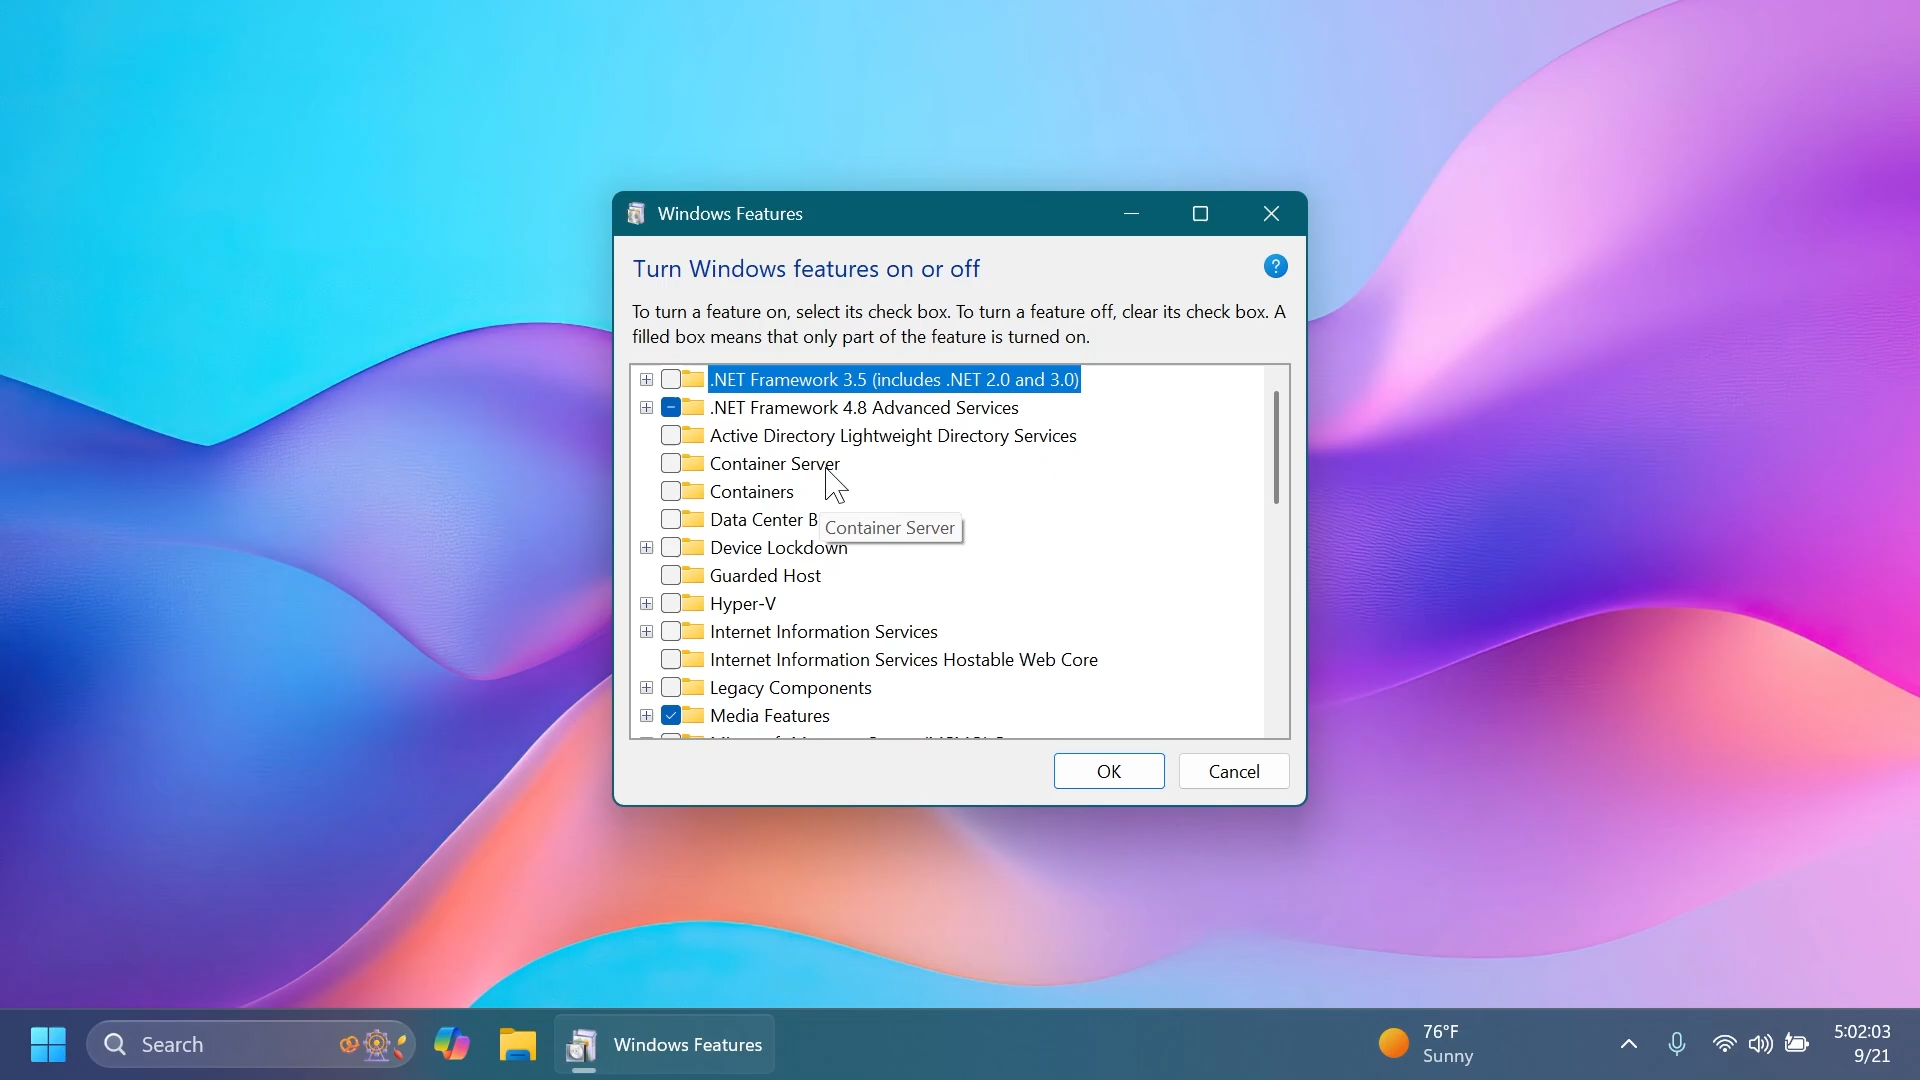 Windows Features
Turn Windows features on or off
To turn a feature on, select its check box. To turn a feature off, clear its check box. A
filled box means that only part of the feature is turned on.
.NET Framework 3.5 (includes .NET 2.0 and 3.0)
.NET Framework 4.8 Advanced Services
Active Directory Lightweight Directory Services
Container Server
Containers
Data Center B
Container Server
Device Lockdown
Guarded Host
Hyper-V
Internet Information Services
Internet Information Services Hostable Web Core
Legacy Components
Media Features
OK
Cancel
Search
Windows Features
76°F
Sunny
5:02:03
9/21